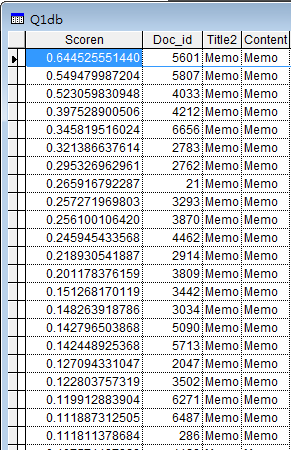 Q1db
Scoren Doc_id Title2 Content
0.644525551440 5601 Memo Memo
0.549479987204 5807 Memo Memo
0.523059830948 4033 Memo Memo
0.397528900506 4212 Memo Memo
0.345819516024 6656 Memo Memo
0.321386637614 2783 Memo Memo
0.295326962961 2762 Memo Memo
0.265916792287 21 Memo Memo
0.257271969803 3293 Memo Memo
0.256100106420 3870 Memo Memo
0.245945433568 4462 Memo Memo
0.218930541887 2914 Memo Memo
0.201178376159 3809 Memo Memo
0.151268170119 3442 Memo Memo
0.148263918786 3034 Memo Memo
0.142796503868 5090 Memo Memo
0.142448925368 5713 Memo Memo
0.127094331047 2047 Memo Memo
0.122803757319 3502 Memo Memo
0.119912883904 6271 Memo Memo
0.111887312505 6487 Memo Memo
0.111811378684 286 Memo Memo